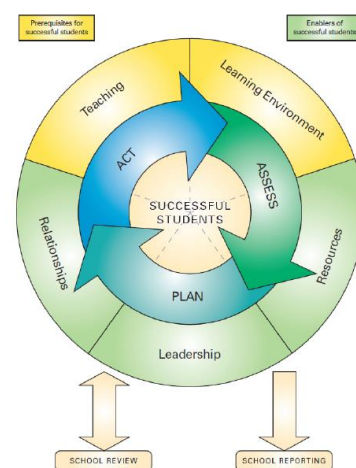 Prerequisites for
successful students
Enablers of
successful students
Teaching
Learning Environment
ACT
ASSESS
SUCCESSFUL
STUDENTS
Relationships
Resources
PLAN
Leadership
SCHOOL REVIEW
SCHOOL REPORTING